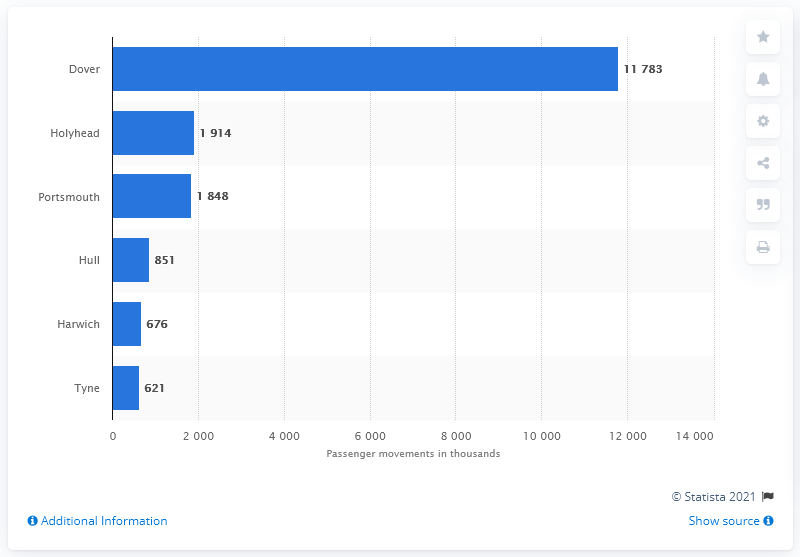 Dover 11 783
Holyhead 1 914
Portsmouth 1 848
Hull 851
Harwich 676
Tyne 621
0 2 000 4 000 6 000 8 000 10 000 12 000 14 000
Passenger movements in thousands
© Statista 2021
Additional Information Show source